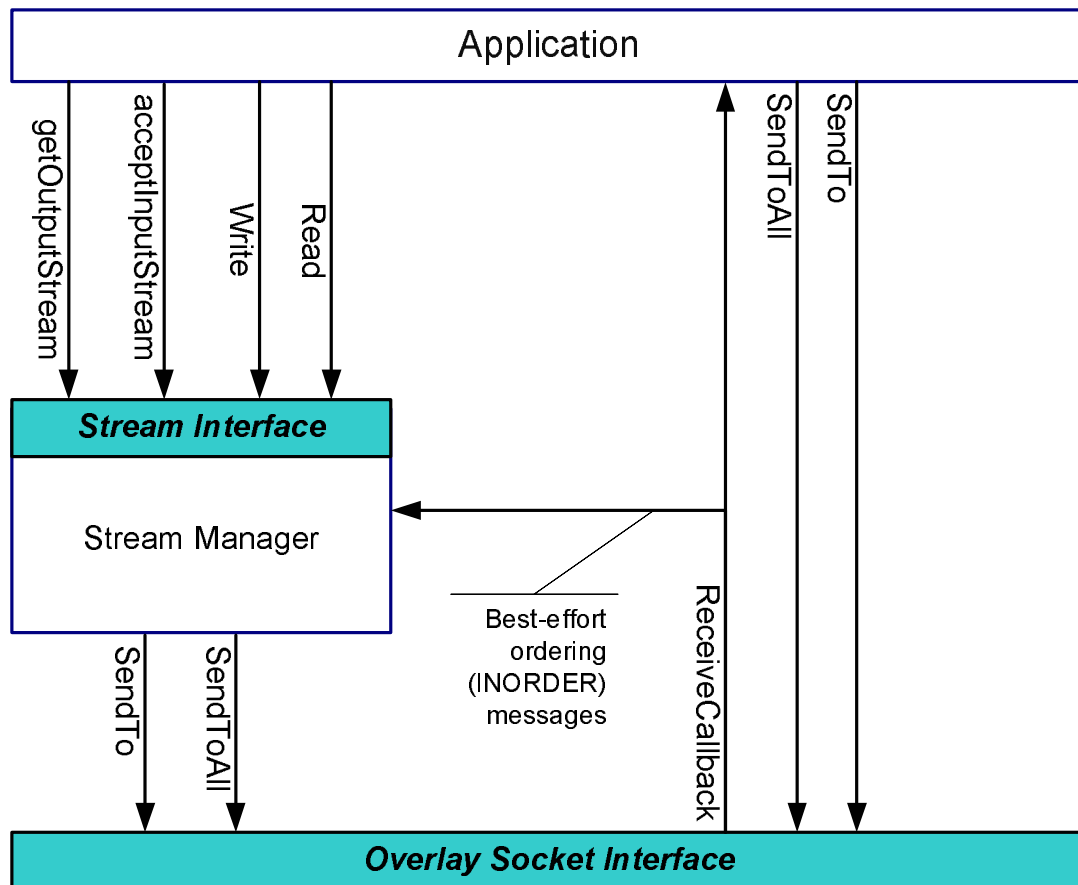 Application
getOutputStream
acceptInputStream
Write
Read
SendToAll
SendTo
Stream Interface
Stream Manager
Best-effort
ordering
(INORDER)
messages
ReceiveCallback
SendTo
SendToAll
Overlay Socket Interface